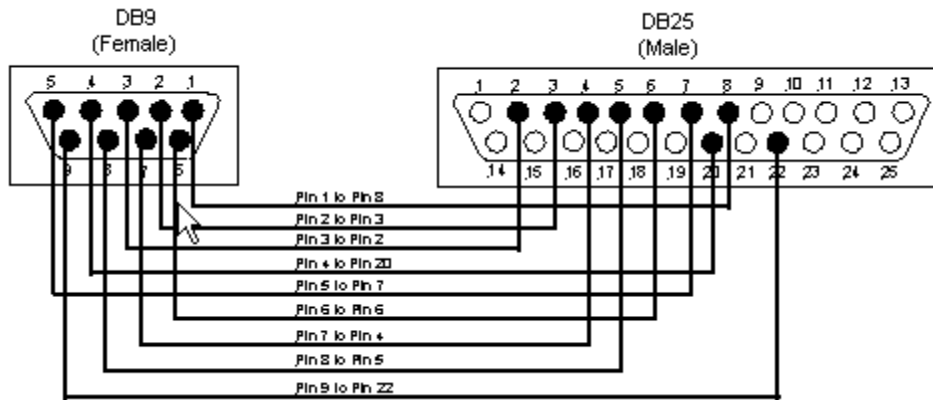 DB9
(Female)
DB25
(Male)
5 4 3 2 1
9 8 7 6
1 2 3 4 5 6 7 8 9 10 11 12 13
14 15 16 17 18 19 20 21 22 23 24 25
Pin 1 to Pin 8
Pin 2 to Pin 3
Pin 3 to Pin 2
Pin 4 to Pin 20
Pin 5 to Pin 7
Pin 6 to Pin 6
Pin 7 to Pin 4
Pin 8 to Pin 5
Pin 9 to Pin 22